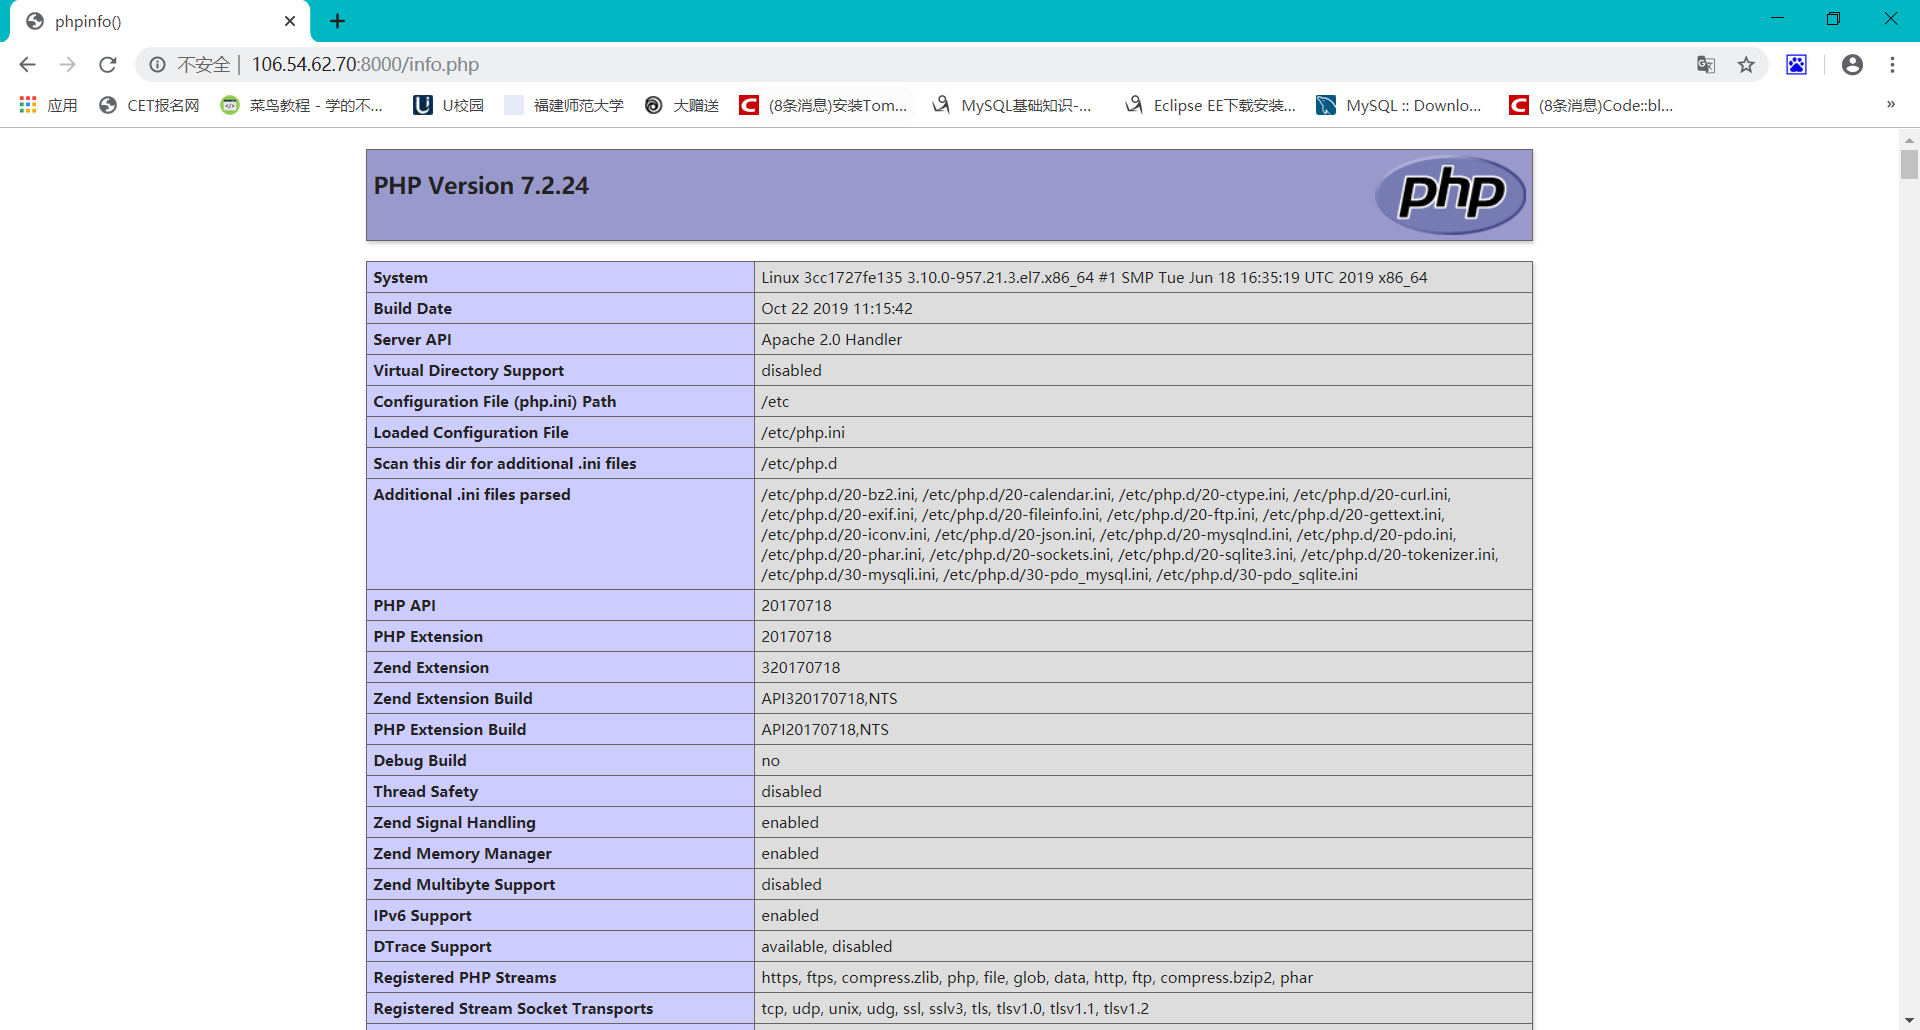 phpinfo()
不安全 | 106.54.62.70:8000/info.php
应用 CET报名网 菜鸟教程 - 学的不... U校园 福建师范大学 大赠送 (8条消息)安装Tom... MySQL基础知识-... Eclipse EE下载安装... MySQL :: Downlo... (8条消息)Code::bl... »
PHP Version 7.2.24
php
System Linux 3cc1727fe135 3.10.0-957.21.3.el7.x86_64 #1 SMP Tue Jun 18 16:35:19 UTC 2019 x86_64
Build Date Oct 22 2019 11:15:42
Server API Apache 2.0 Handler
Virtual Directory Support disabled
Configuration File (php.ini) Path /etc
Loaded Configuration File /etc/php.ini
Scan this dir for additional .ini files /etc/php.d
Additional .ini files parsed /etc/php.d/20-bz2.ini, /etc/php.d/20-calendar.ini, /etc/php.d/20-ctype.ini, /etc/php.d/20-curl.ini,
/etc/php.d/20-exif.ini, /etc/php.d/20-fileinfo.ini, /etc/php.d/20-ftp.ini, /etc/php.d/20-gettext.ini,
/etc/php.d/20-iconv.ini, /etc/php.d/20-json.ini, /etc/php.d/20-mysqlnd.ini, /etc/php.d/20-pdo.ini,
/etc/php.d/20-phar.ini, /etc/php.d/20-sockets.ini, /etc/php.d/20-sqlite3.ini, /etc/php.d/20-tokenizer.ini,
/etc/php.d/30-mysqli.ini, /etc/php.d/30-pdo_mysql.ini, /etc/php.d/30-pdo_sqlite.ini
PHP API 20170718
PHP Extension 20170718
Zend Extension 320170718
Zend Extension Build API320170718,NTS
PHP Extension Build API20170718,NTS
Debug Build no
Thread Safety disabled
Zend Signal Handling enabled
Zend Memory Manager enabled
Zend Multibyte Support disabled
IPv6 Support enabled
DTrace Support available, disabled
Registered PHP Streams https, ftps, compress.zlib, php, file, glob, data, http, ftp, compress.bzip2, phar
Registered Stream Socket Transports tcp, udp, unix, udg, ssl, sslv3, tls, tlsv1.0, tlsv1.1, tlsv1.2